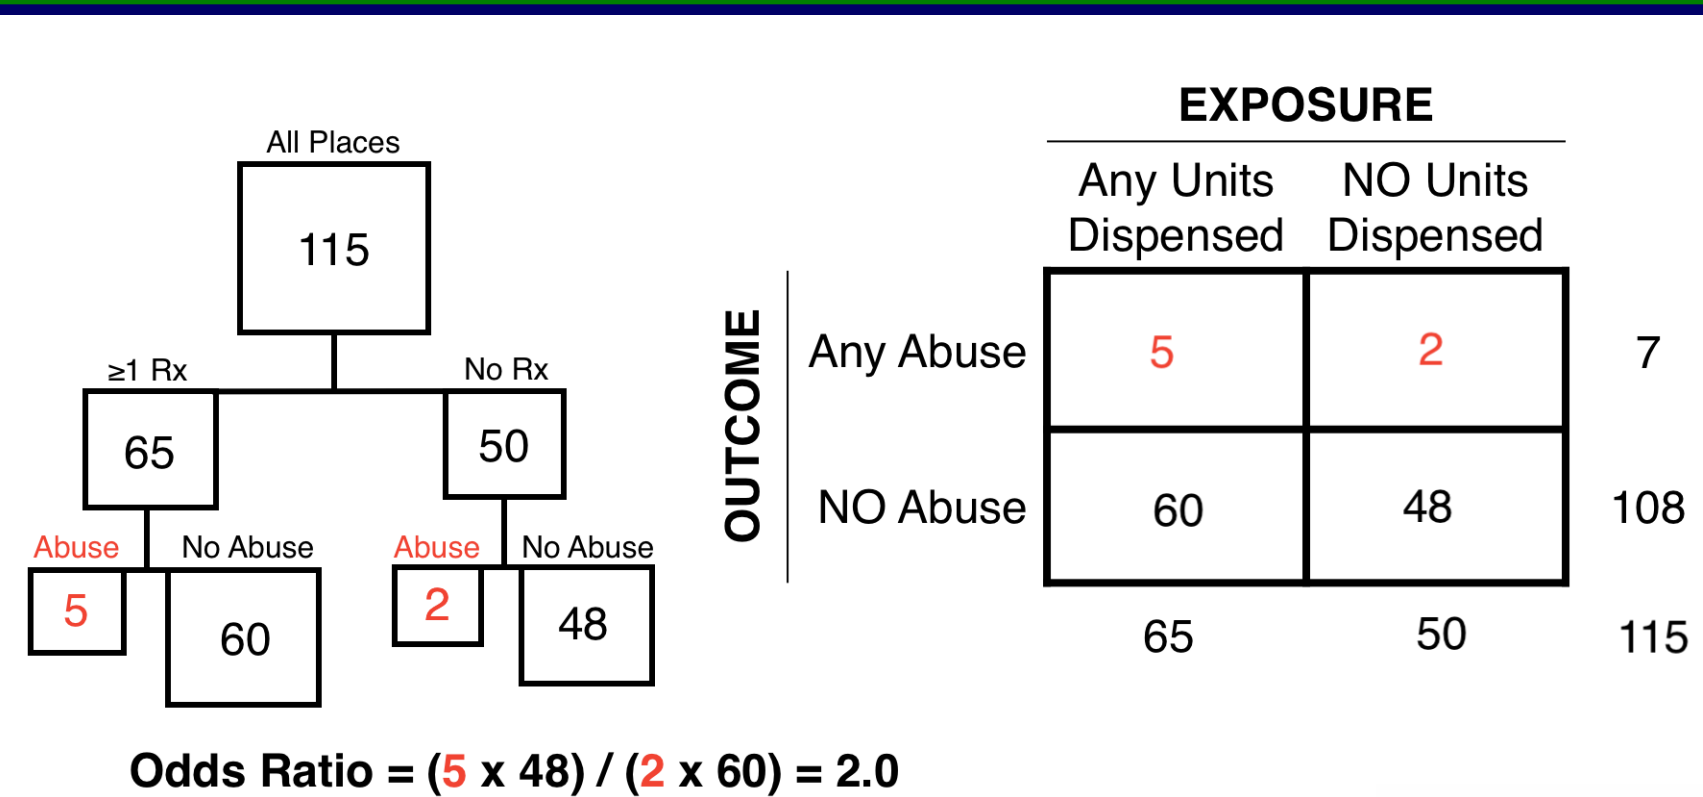 All Places
115
≥1 Rx
No Rx
65
50
Abuse
No Abuse
Abuse
No Abuse
5
60
2
48
EXPOSURE
Any Units
Dispensed
NO Units
Dispensed
OUTCOME
Any Abuse
5
2
7
NO Abuse
60
48
108
65
50
115
Odds Ratio = (5 x 48) / (2 x 60) = 2.0